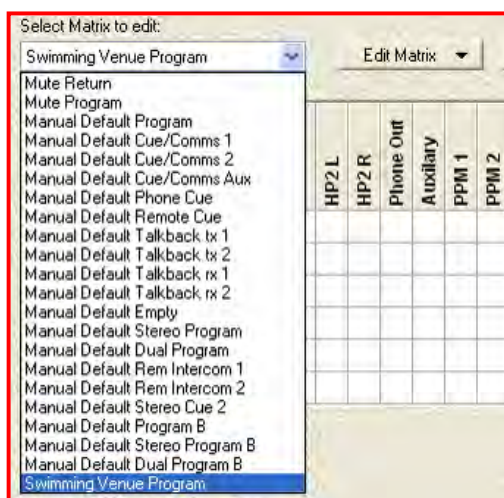 Select Matrix to edit:
Swimming Venue Program
Edit Matrix
Mute Return
Mute Program
Manual Default Program
Manual Default Cue/Comms 1
Manual Default Cue/Comms 2
Manual Default Cue/Comms Aux
Manual Default Phone Cue
Manual Default Remote Cue
Manual Default Talkback tx 1
Manual Default Talkback tx 2
Manual Default Talkback rx 1
Manual Default Talkback rx 2
Manual Default Empty
Manual Default Stereo Program
Manual Default Dual Program
Manual Default Rem Intercom 1
Manual Default Rem Intercom 2
Manual Default Stereo Cue 2
Manual Default Program B
Manual Default Stereo Program B
Manual Default Dual Program B
Swimming Venue Program
HP2 L
HP2 R
Phone Out
Auxilary
PPM 1
PPM 2